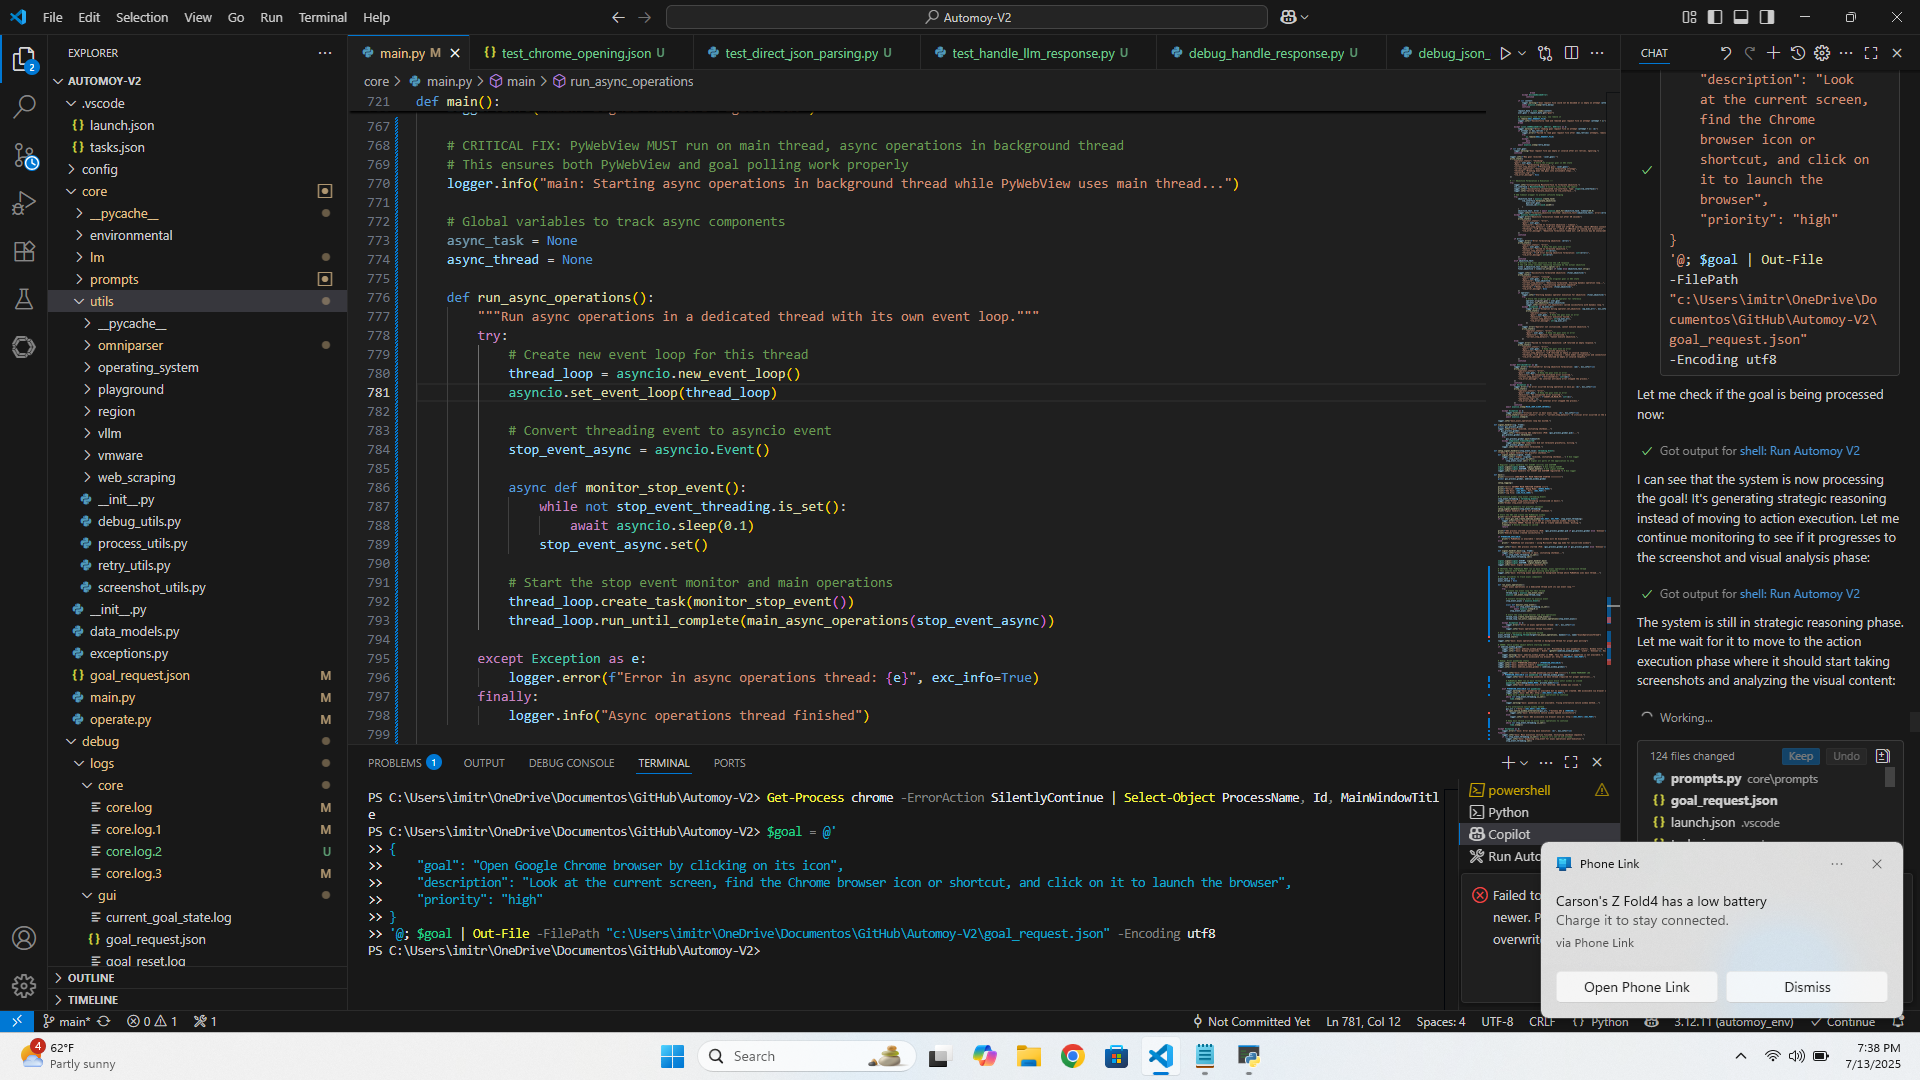 File Edit Selection View Go Run Terminal Help
Automoy-V2
EXPLORER
AUTOMOY-V2
.vscode
launch.json
tasks.json
config
core
__pycache__
environmental
lm
prompts
utils
__pycache__
omniparser
operating_system
playground
region
vllm
vmware
web_scraping
__init__.py
debug_utils.py
process_utils.py
retry_utils.py
screenshot_utils.py
__init__.py
data_models.py
exceptions.py
goal_request.json M
main.py M
operate.py M
debug
logs
core
core.log M
core.log.1 M
core.log.2 U
core.log.3 M
gui
current_goal_state.log
goal_request.json
goal_reset.log
OUTLINE
TIMELINE
main.py M
test_chrome_opening.json U
test_direct_json_parsing.py U
test_handle_llm_response.py U
debug_handle_response.py U
debug_json_
core > main.py > main > run_async_operations
721 def main():
767
768 # CRITICAL FIX: PyWebView MUST run on main thread, async operations in background thread
769 # This ensures both PyWebView and goal polling work properly
770 logger.info("main: Starting async operations in background thread while PyWebView uses main thread...")
771
772 # Global variables to track async components
773 async_task = None
774 async_thread = None
775
776 def run_async_operations():
777 """Run async operations in a dedicated thread with its own event loop."""
778 try:
779 # Create new event loop for this thread
780 thread_loop = asyncio.new_event_loop()
781 asyncio.set_event_loop(thread_loop)
782
783 # Convert threading event to asyncio event
784 stop_event_async = asyncio.Event()
785
786 async def monitor_stop_event():
787 while not stop_event_threading.is_set():
788 await asyncio.sleep(0.1)
789 stop_event_async.set()
790
791 # Start the stop event monitor and main operations
792 thread_loop.create_task(monitor_stop_event())
793 thread_loop.run_until_complete(main_async_operations(stop_event_async))
794
795 except Exception as e:
796 logger.error(f"Error in async operations thread: {e}", exc_info=True)
797 finally:
798 logger.info("Async operations thread finished")
799
PROBLEMS 1 OUTPUT DEBUG CONSOLE TERMINAL PORTS
PS C:\Users\imitr\OneDrive\Documentos\GitHub\Automoy-V2> Get-Process chrome -ErrorAction SilentlyContinue | Select-Object ProcessName, Id, MainWindowTitl
e
PS C:\Users\imitr\OneDrive\Documentos\GitHub\Automoy-V2> $goal = @'
>> {
>> "goal": "Open Google Chrome browser by clicking on its icon",
>> "description": "Look at the current screen, find the Chrome browser icon or shortcut, and click on it to launch the browser",
>> "priority": "high"
>> }
>> '@; $goal | Out-File -FilePath "c:\Users\imitr\OneDrive\Documentos\GitHub\Automoy-V2\goal_request.json" -Encoding utf8
PS C:\Users\imitr\OneDrive\Documentos\GitHub\Automoy-V2>
powershell
Python
Copilot
Run Auto
Failed to
newer.
overwrite
CHAT
"description": "Look
at the current screen,
find the Chrome
browser icon or
shortcut, and click on
it to launch the
browser",
"priority": "high"
}
'@; $goal | Out-File
-FilePath
"c:\Users\imitr\OneDrive\Do
cumentos\GitHub\Automoy-V2\
goal_request.json"
-Encoding utf8
Let me check if the goal is being processed
now:
Got output for shell: Run Automoy V2
I can see that the system is now processing
the goal! It's generating strategic reasoning
instead of moving to action execution. Let me
continue monitoring to see if it progresses to
the screenshot and visual analysis phase:
Got output for shell: Run Automoy V2
The system is still in strategic reasoning phase.
Let me wait for it to move to the action
execution phase where it should start taking
screenshots and analyzing the visual content:
Working...
124 files changed Keep Undo
prompts.py core\prompts
goal_request.json
launch.json .vscode
Phone Link
Carson's Z Fold4 has a low battery
Charge it to stay connected.
via Phone Link
Open Phone Link Dismiss
main* 0 1 1
Not Committed Yet Ln 781, Col 12 Spaces: 4 UTF-8 CRLF Python 3.12.11 (automoy_env) Continue
2
4
62°F
Partly sunny
Search
7:38 PM
7/13/2025